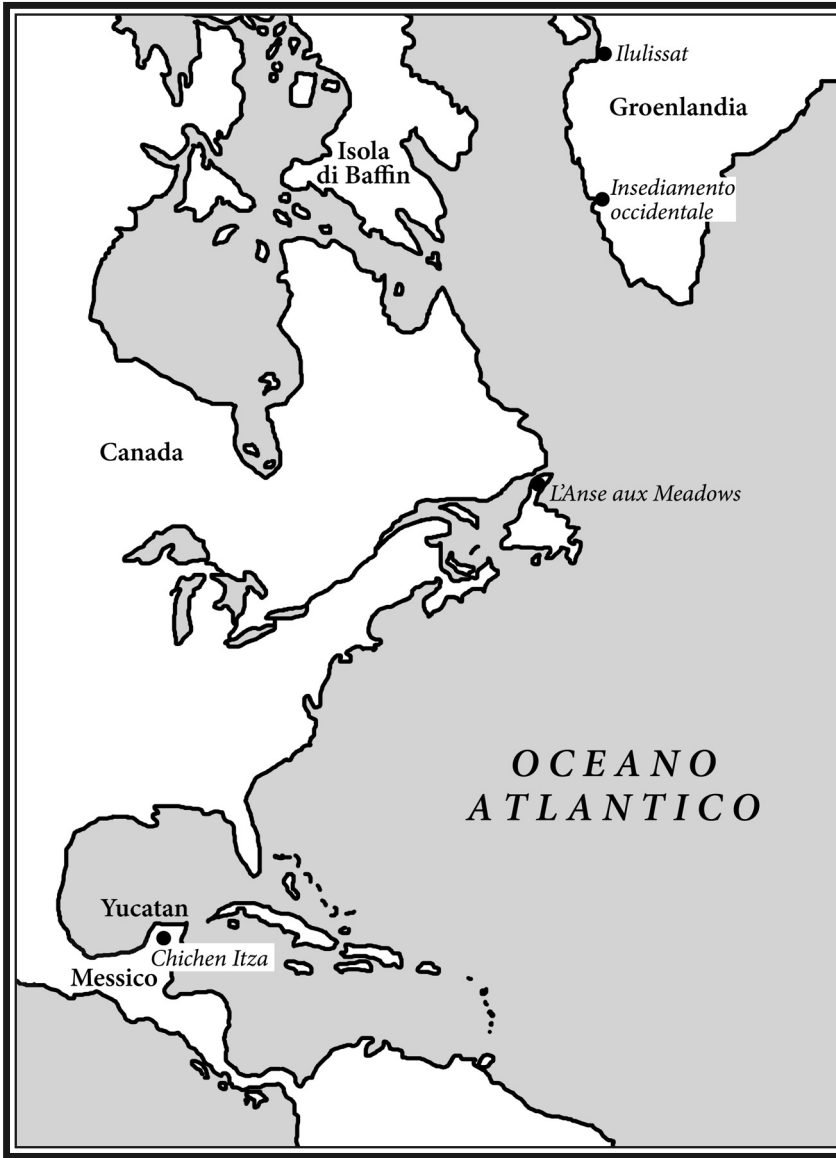 Ilulissat
Groenlandia
Isola
di Baffin
Insediamento
occidentale
Canada
L'Anse aux Meadows
OCEANO
ATLANTICO
Yucatan
Chichen Itza
Messico